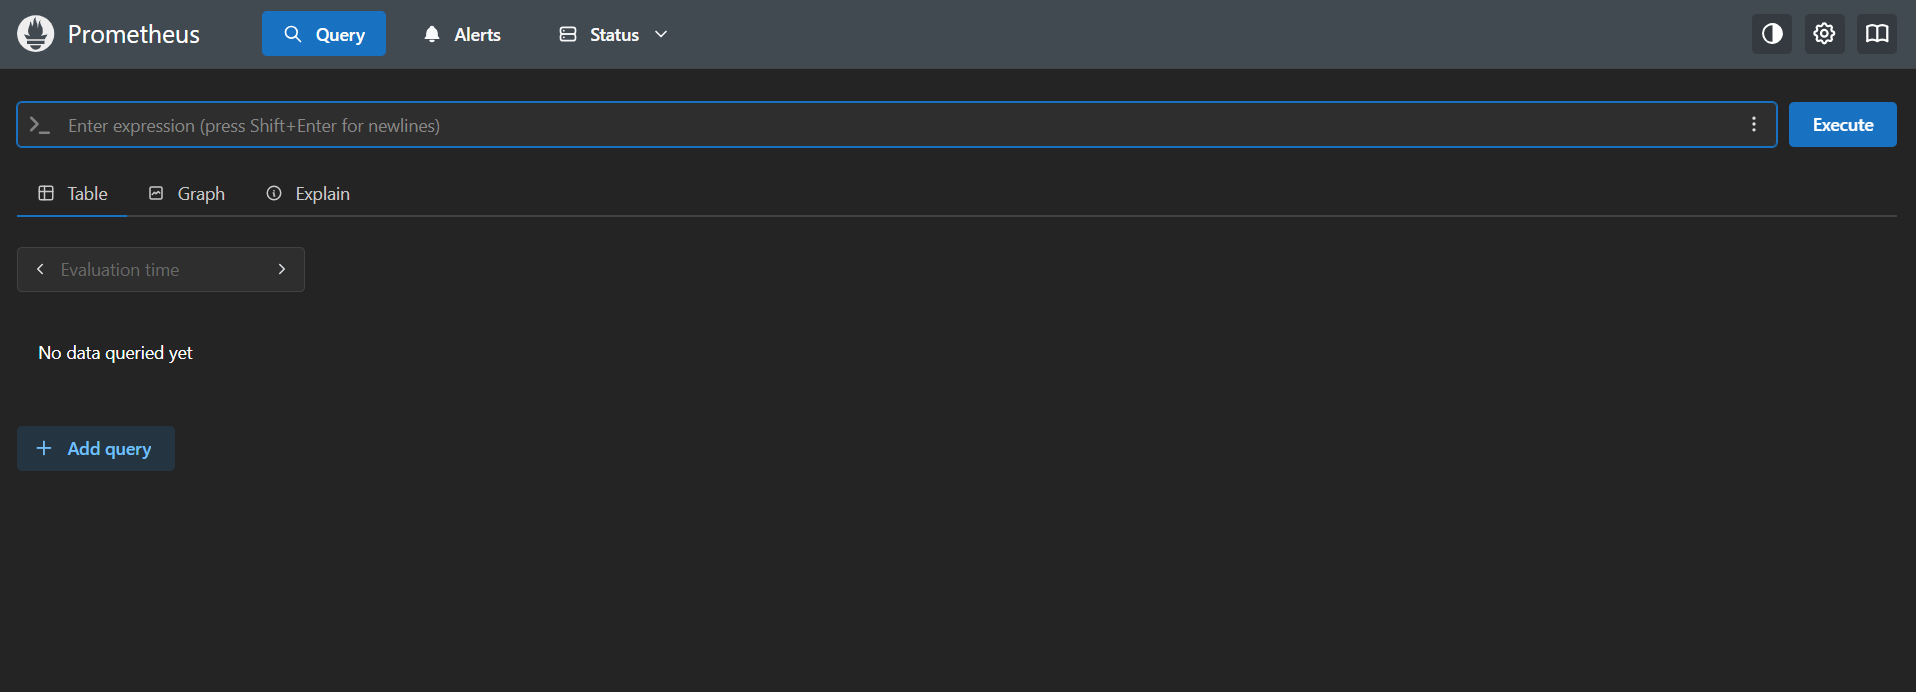 Prometheus
Query
Alerts
Status
Enter expression (press Shift+Enter for newlines)
Execute
Table
Graph
Explain
Evaluation time
No data queried yet
Add query